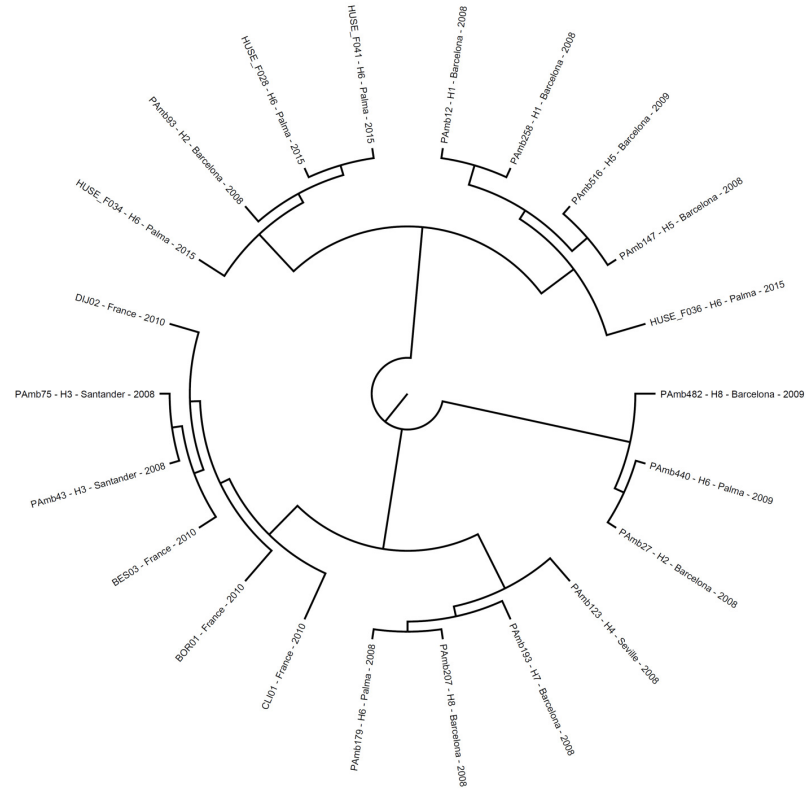 HUSE_F041 - H6 - Palma - 2015
PAmb12 - H1 - Barcelona - 2008
PAmb258 - H1 - Barcelona - 2008
PAmb516 - H5 - Barcelona - 2009
PAmb147 - H5 - Barcelona - 2008
HUSE_F036 - H6 - Palma - 2015
PAmb482 - H8 - Barcelona - 2009
PAmb440 - H6 - Palma - 2009
PAmb27 - H2 - Barcelona - 2008
PAmb123 - H4 - Seville - 2008
PAmb193 - H7 - Barcelona - 2008
PAmb207 - H8 - Barcelona - 2008
PAmb179 - H6 - Palma - 2008
CLI01 - France - 2010
BOR01 - France - 2010
BES03 - France - 2010
PAmb43 - H3 - Santander - 2008
PAmb75 - H3 - Santander - 2008
DIJ02 - France - 2010
HUSE_F034 - H6 - Palma - 2015
PAmb93 - H2 - Barcelona - 2008
HUSE_F028 - H6 - Palma - 2015